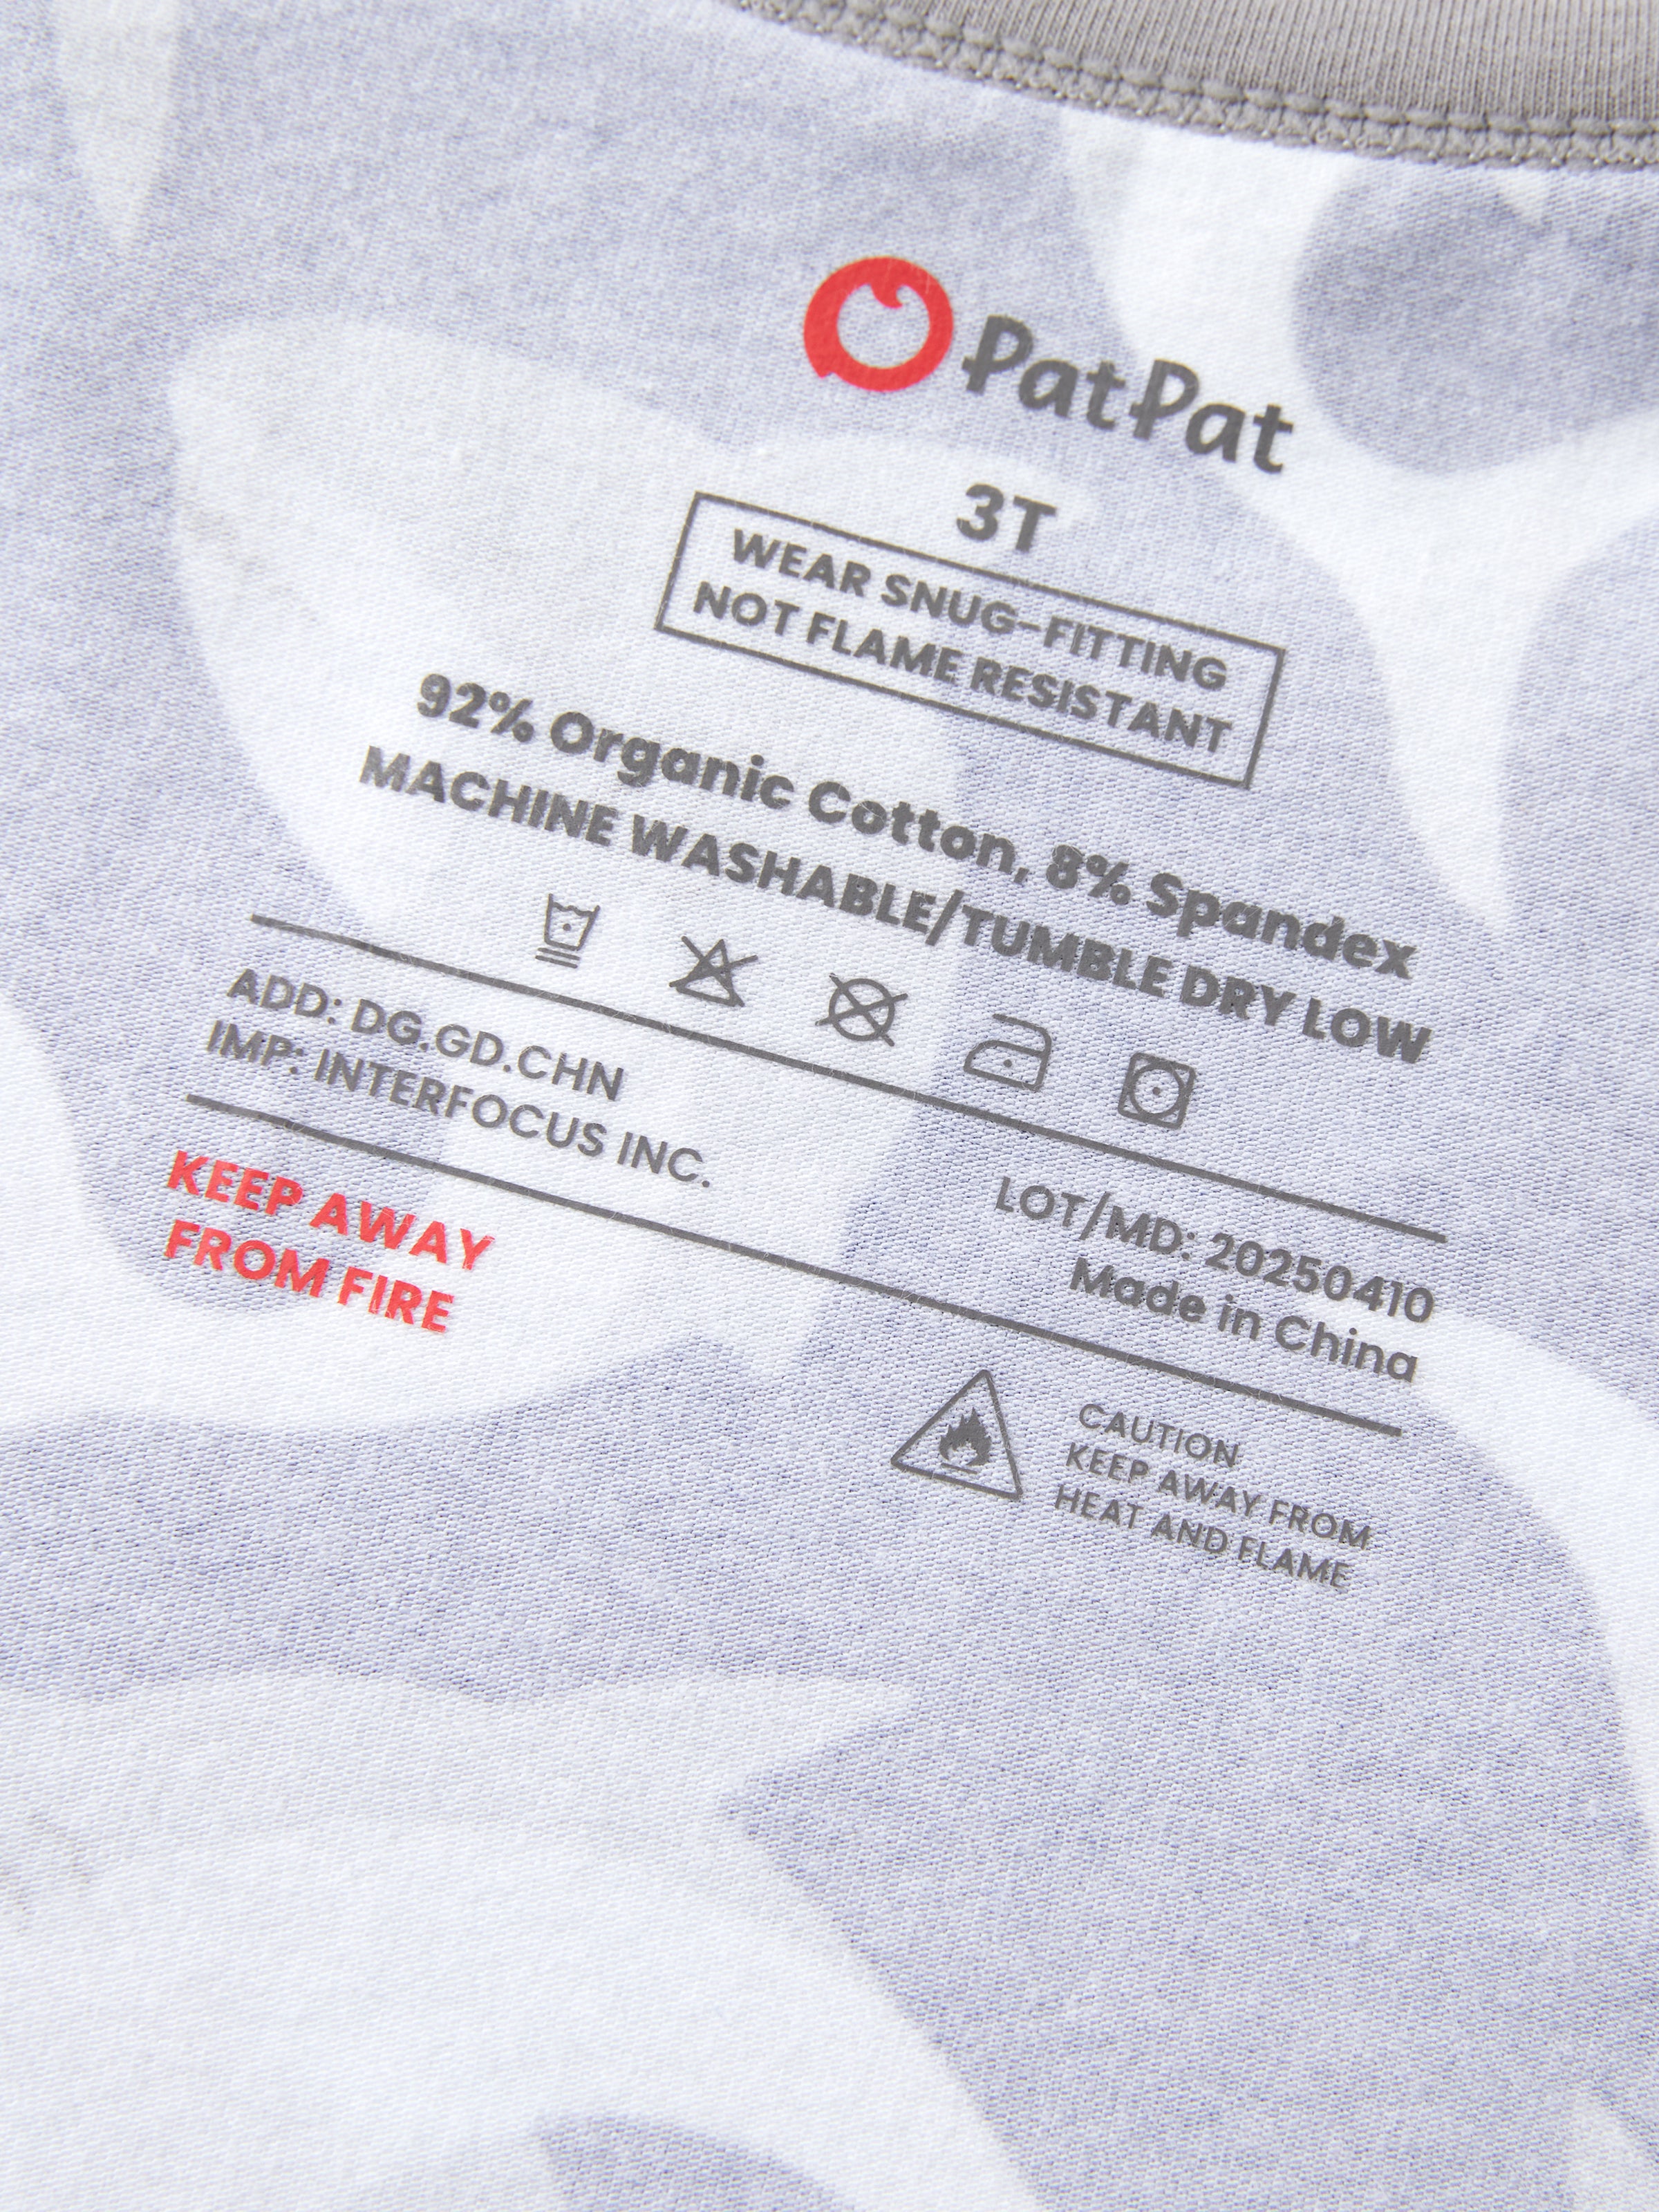 PatPat
3T
WEAR SNUG-FITTING
NOT FLAME RESISTANT
92% Organic Cotton, 8% Spandex
MACHINE WASHABLE/TUMBLE DRY LOW
ADD: DG.GD.CHN
IMP: INTERFOCUS INC.
LOT/MD: 20250410
Made in China
KEEP AWAY
FROM FIRE
CAUTION
KEEP AWAY FROM
HEAT AND FLAME